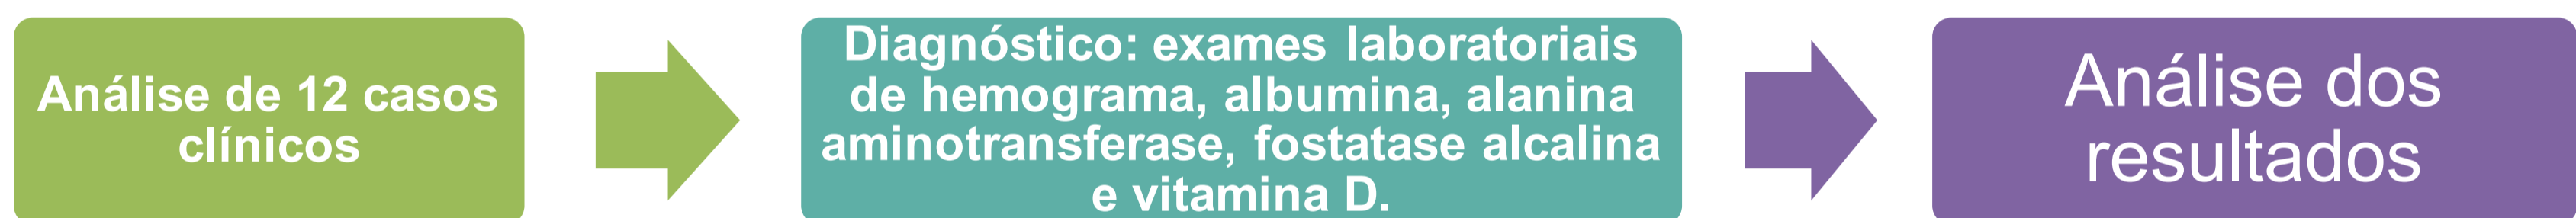 Análise de 12 casos
clínicos
Diagnóstico: exames laboratoriais
de hemograma, albumina, alanina
aminotransferase, fostatase alcalina
e vitamina D.
Análise dos
resultados